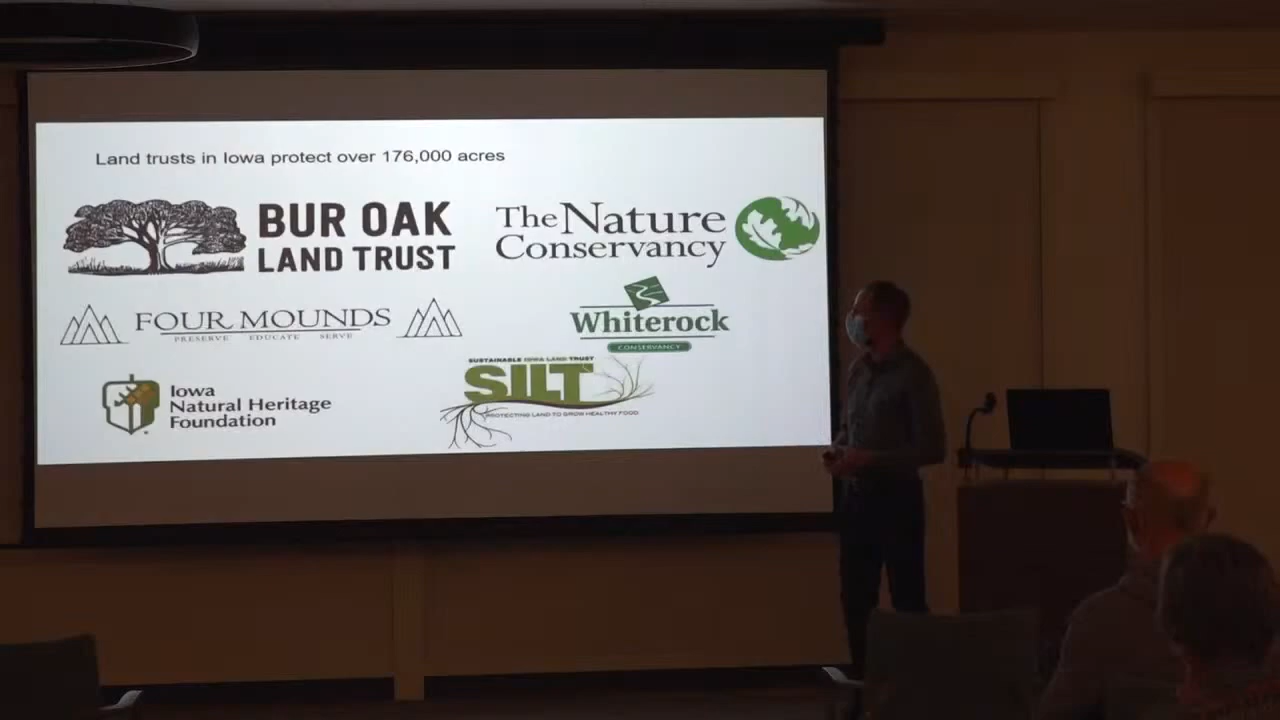 Land trusts in Iowa protect over 176,000 acres
BUR OAK
LAND TRUST
The Nature
Conservancy
FOUR MOUNDS
PRESERVE EDUCATE SERVE
Whiterock
CONSERVANCY
Iowa
Natural Heritage
Foundation
SUSTAINABLE IOWA LAND TRUST
SILT
PROTECTING LAND TO GROW HEALTHY FOOD